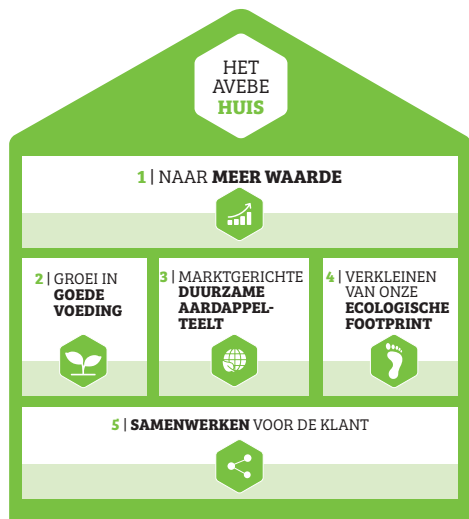 HET
AVEBE
HUIS
1 | NAAR MEER WAARDE
2 | GROEI IN
GOEDE
VOEDING
3 | MARKTGERICHTE
DUURZAME
AARDAPPEL-
TEELT
4 | VERKLEINEN
VAN ONZE
ECOLOGISCHE
FOOTPRINT
5 | SAMENWERKEN VOOR DE KLANT